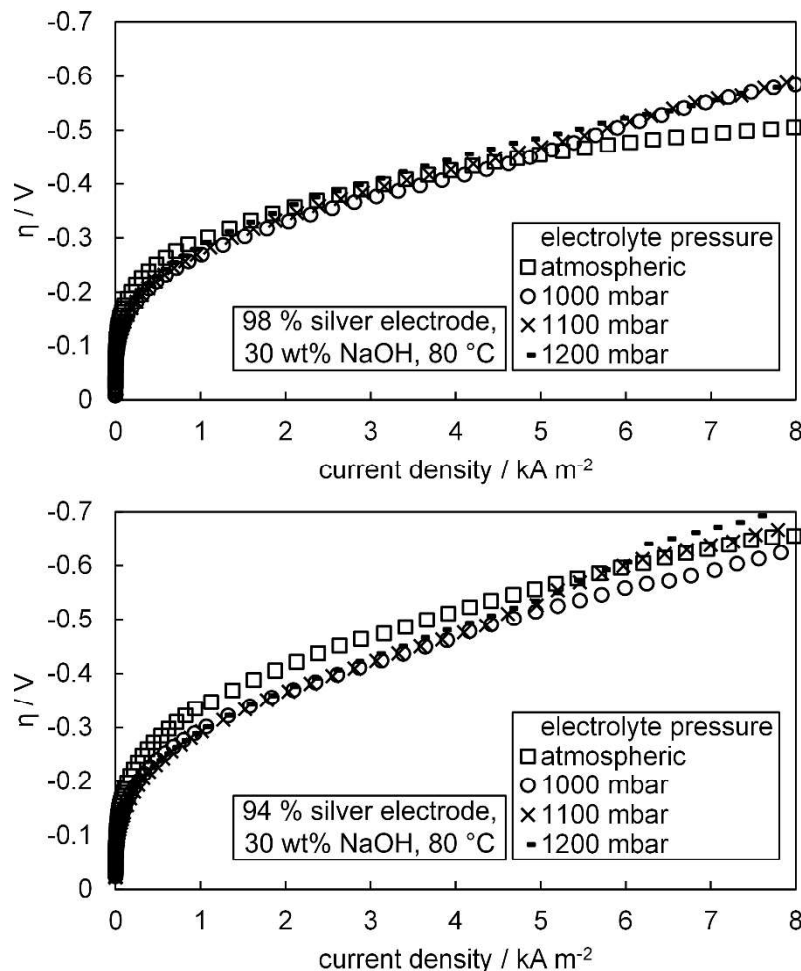 -0.7
-0.6
-0.5
-0.4
-0.3
-0.2
-0.1
0
η / V
electrolyte pressure
atmospheric
1000 mbar
1100 mbar
1200 mbar
98 % silver electrode,
30 wt% NaOH, 80 °C
0 1 2 3 4 5 6 7 8
current density / kA m⁻²
-0.7
-0.6
-0.5
-0.4
-0.3
-0.2
-0.1
0
η / V
electrolyte pressure
atmospheric
1000 mbar
1100 mbar
1200 mbar
94 % silver electrode,
30 wt% NaOH, 80 °C
0 1 2 3 4 5 6 7 8
current density / kA m⁻²